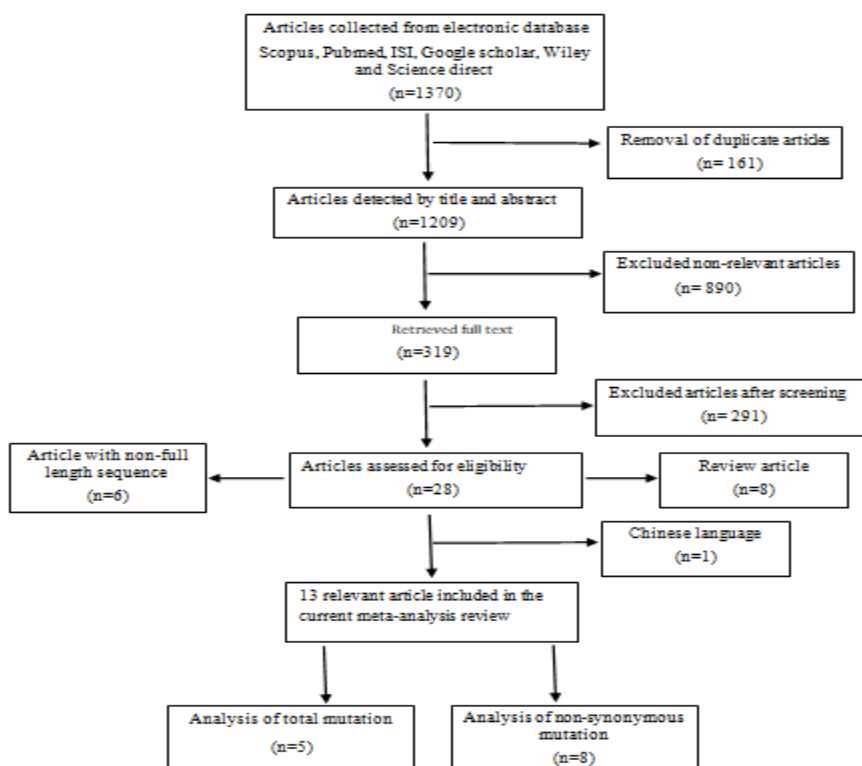 Articles collected from electronic database
Scopus, Pubmed, ISI, Google scholar, Wiley
and Science direct
(n=1370)
Removal of duplicate articles
(n= 161)
Articles detected by title and abstract
(n=1209)
Excluded non-relevant articles
(n= 890)
Retrieved full text
(n=319)
Excluded articles after screening
(n= 291)
Article with non-full
length sequence
(n=6)
Articles assessed for eligibility
(n=28)
Review article
(n=8)
Chinese language
(n=1)
13 relevant article included in the
current meta-analysis review
Analysis of total mutation
(n=5)
Analysis of non-synonymous
mutation
(n=8)